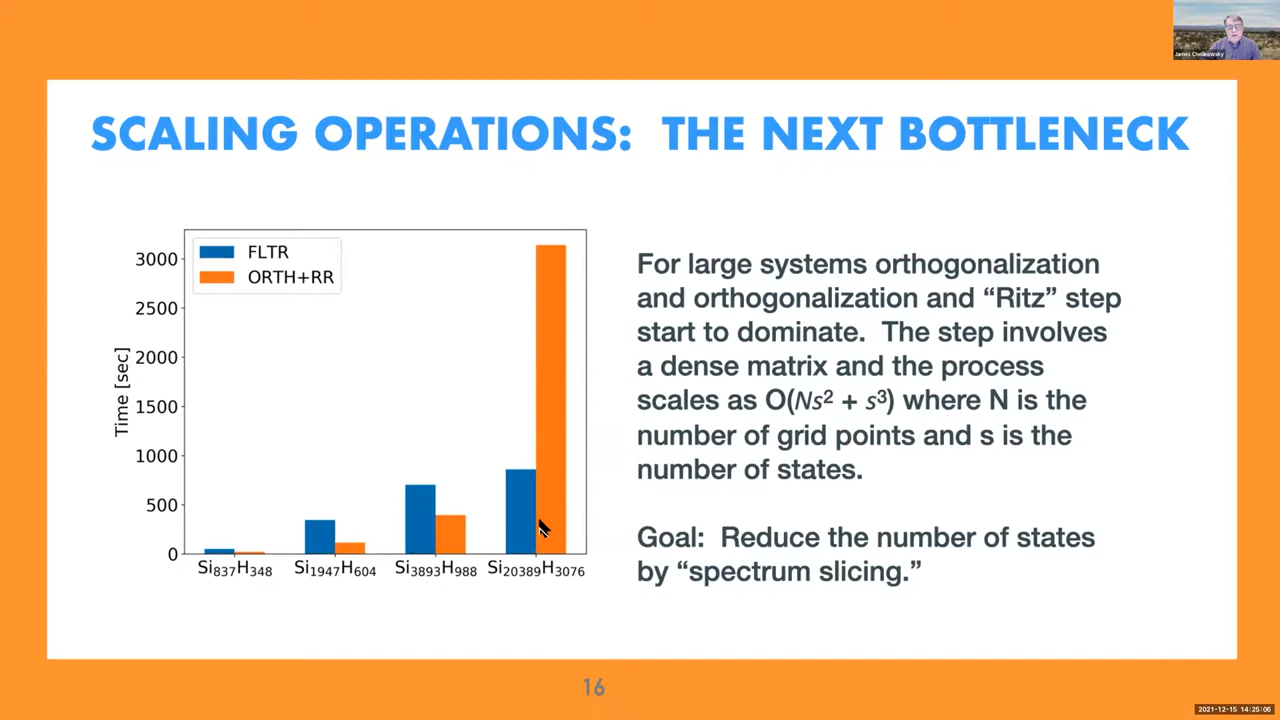 James Chelikowsky
SCALING OPERATIONS: THE NEXT BOTTLENECK
FLTR
ORTH+RR
Time [sec]
3000
2500
2000
1500
1000
500
0
Si₈₃₇H₃₄₈ Si₁₉₄₇H₆₀₄ Si₃₈₉₃H₉₈₈ Si₂₀₃₈₉H₃₀₇₆
For large systems orthogonalization
and orthogonalization and “Ritz” step
start to dominate. The step involves
a dense matrix and the process
scales as O(Ns² + s³) where N is the
number of grid points and s is the
number of states.
Goal: Reduce the number of states
by “spectrum slicing.”
16
2021-12-15 14:25:06